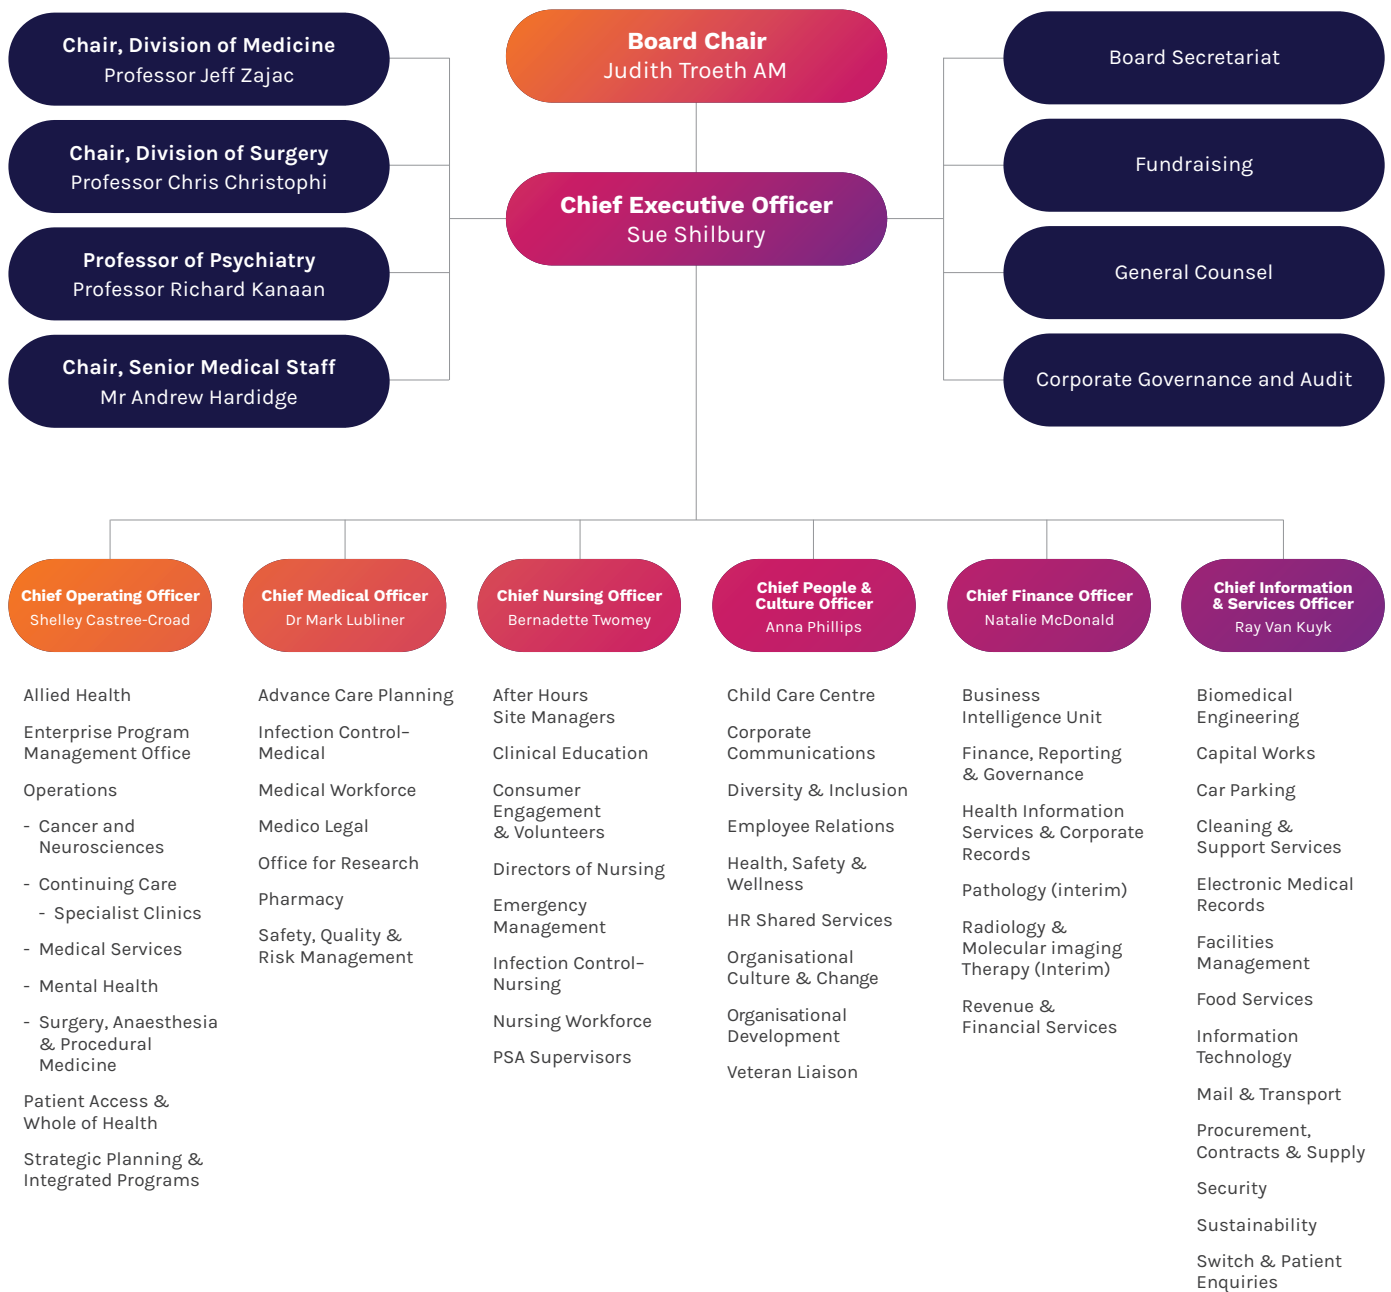 Chair, Division of Medicine
Professor Jeff Zajac
Chair, Division of Surgery
Professor Chris Christophi
Professor of Psychiatry
Professor Richard Kanaan
Chair, Senior Medical Staff
Mr Andrew Hardidge
Board Chair
Judith Troeth AM
Chief Executive Officer
Sue Shilbury
Board Secretariat
Fundraising
General Counsel
Corporate Governance and Audit
Chief Operating Officer
Shelley Castree-Croad
Allied Health
Enterprise Program
Management Office
Operations
- Cancer and
Neurosciences
- Continuing Care
- Specialist Clinics
- Medical Services
- Mental Health
- Surgery, Anaesthesia
& Procedural
Medicine
Patient Access &
Whole of Health
Strategic Planning &
Integrated Programs
Chief Medical Officer
Dr Mark Lubliner
Advance Care Planning
Infection Control–
Medical
Medical Workforce
Medico Legal
Office for Research
Pharmacy
Safety, Quality &
Risk Management
Chief Nursing Officer
Bernadette Twomey
After Hours
Site Managers
Clinical Education
Consumer
Engagement
& Volunteers
Directors of Nursing
Emergency
Management
Infection Control–
Nursing
Nursing Workforce
PSA Supervisors
Chief People &
Culture Officer
Anna Phillips
Child Care Centre
Corporate
Communications
Diversity & Inclusion
Employee Relations
Health, Safety &
Wellness
HR Shared Services
Organisational
Culture & Change
Organisational
Development
Veteran Liaison
Chief Finance Officer
Natalie McDonald
Business
Intelligence Unit
Finance, Reporting
& Governance
Health Information
Services & Corporate
Records
Pathology (interim)
Radiology &
Molecular imaging
Therapy (Interim)
Revenue &
Financial Services
Chief Information
& Services Officer
Ray Van Kuyk
Biomedical
Engineering
Capital Works
Car Parking
Cleaning &
Support Services
Electronic Medical
Records
Facilities
Management
Food Services
Information
Technology
Mail & Transport
Procurement,
Contracts & Supply
Security
Sustainability
Switch & Patient
Enquiries